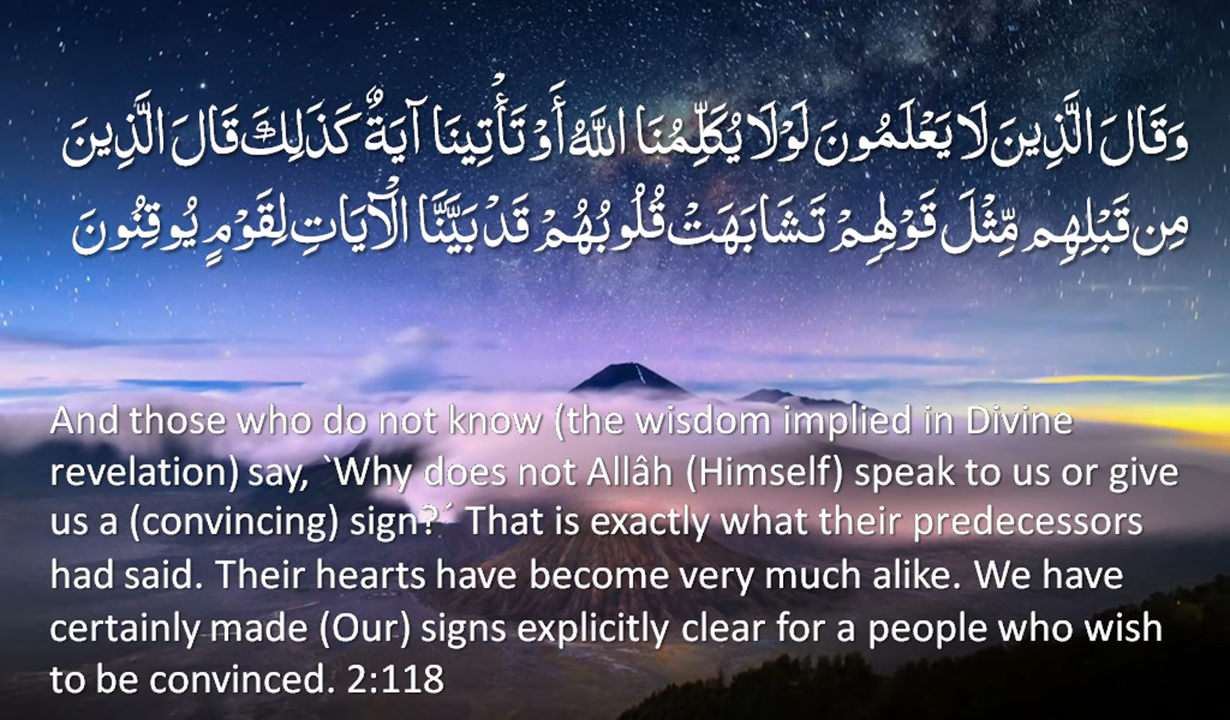 وَقَالَ الَّذِينَ لَا يَعْلَمُونَ لَوْلَا يُكَلِّمُنَا اللَّهُ أَوْ تَأْتِينَا آيَةٌ كَذَٰلِكَ قَالَ الَّذِينَ
مِن قَبْلِهِم مِّثْلَ قَوْلِهِمْ تَشَابَهَتْ قُلُوبُهُمْ قَدْ بَيَّنَّا الْآيَاتِ لِقَوْمٍ يُوقِنُونَ
And those who do not know (the wisdom implied in Divine
revelation) say, `Why does not Allâh (Himself) speak to us or give
us a (convincing) sign?´ That is exactly what their predecessors
had said. Their hearts have become very much alike. We have
certainly made (Our) signs explicitly clear for a people who wish
to be convinced. 2:118